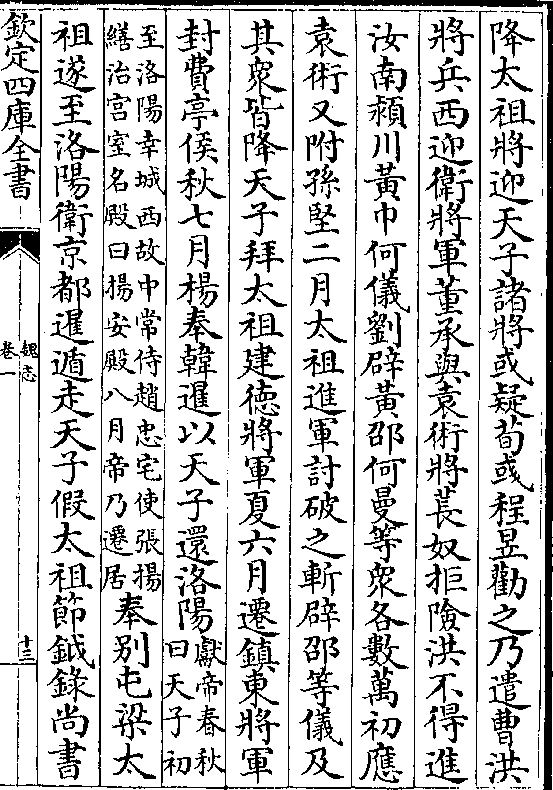 降太祖將迎天子諸將或疑荀彧程昱勸之乃遣曹洪
將兵西迎衛將軍董承與袁術將萇奴拒險洪不得進
汝南潁川黃巾何儀劉辟黃邵何曼等衆各數萬初應
袁術又附孫堅二月太祖進軍討破之斬辟邵等儀及
其衆皆降天子拜太祖建德將軍夏六月遷鎮東將軍
封費亭侯秋七月楊奉韓暹以天子還洛陽獻帝春秋
曰天子初
至洛陽幸城西故中常侍趙忠宅使張揚
繕治宫室名殿曰揚安殿八月帝乃遷居奉别屯梁太
祖遂至洛陽衛京都暹遁走天子假太祖節鉞錄尚書
欽定四庫全書
魏志
卷一
十三